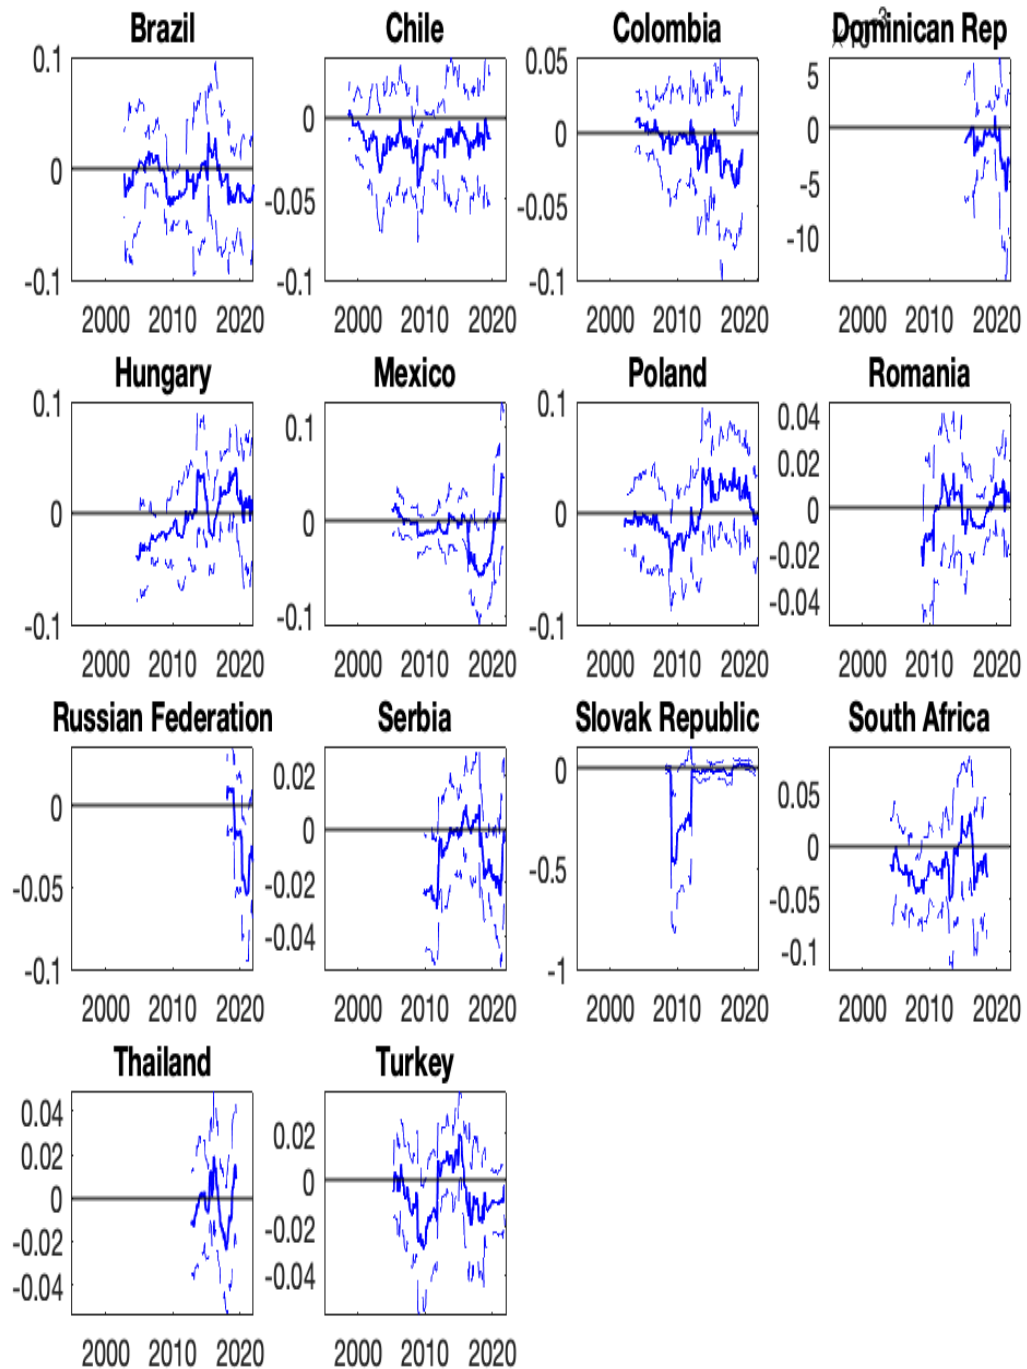 Brazil Chile Colombia Dominican Rep
0.1 0 -0.1
2000 2010 2020
0 -0.05 -0.1
2000 2010 2020
0.05 0 -0.05 -0.1
2000 2010 2020
5 0 -5 -10
2000 2010 2020
Hungary Mexico Poland Romania
0.1 0 -0.1
2000 2010 2020
0.1 0 -0.1
2000 2010 2020
0.1 0 -0.1
2000 2010 2020
0.04 0.02 0 -0.02 -0.04
2000 2010 2020
Russian Federation Serbia Slovak Republic South Africa
0 -0.05 -0.1
2000 2010 2020
0.02 0 -0.02 -0.04
2000 2010 2020
0 -0.5 -1
2000 2010 2020
0.05 0 -0.05 -0.1
2000 2010 2020
Thailand Turkey
0.04 0.02 0 -0.02 -0.04
2000 2010 2020
0.02 0 -0.02 -0.04
2000 2010 2020